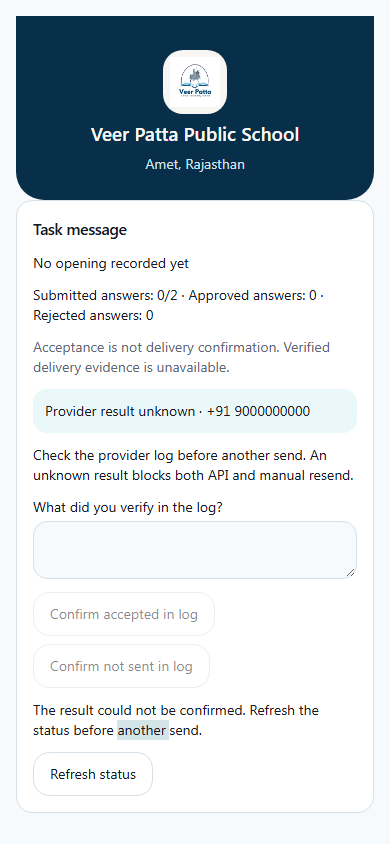 Veer Patta
Veer Patta Public School
Amet, Rajasthan
Task message
No opening recorded yet
Submitted answers: 0/2 · Approved answers: 0 ·
Rejected answers: 0
Acceptance is not delivery confirmation. Verified
delivery evidence is unavailable.
Provider result unknown · +91 9000000000
Check the provider log before another send. An
unknown result blocks both API and manual resend.
What did you verify in the log?
Confirm accepted in log
Confirm not sent in log
The result could not be confirmed. Refresh the
status before another send.
Refresh status